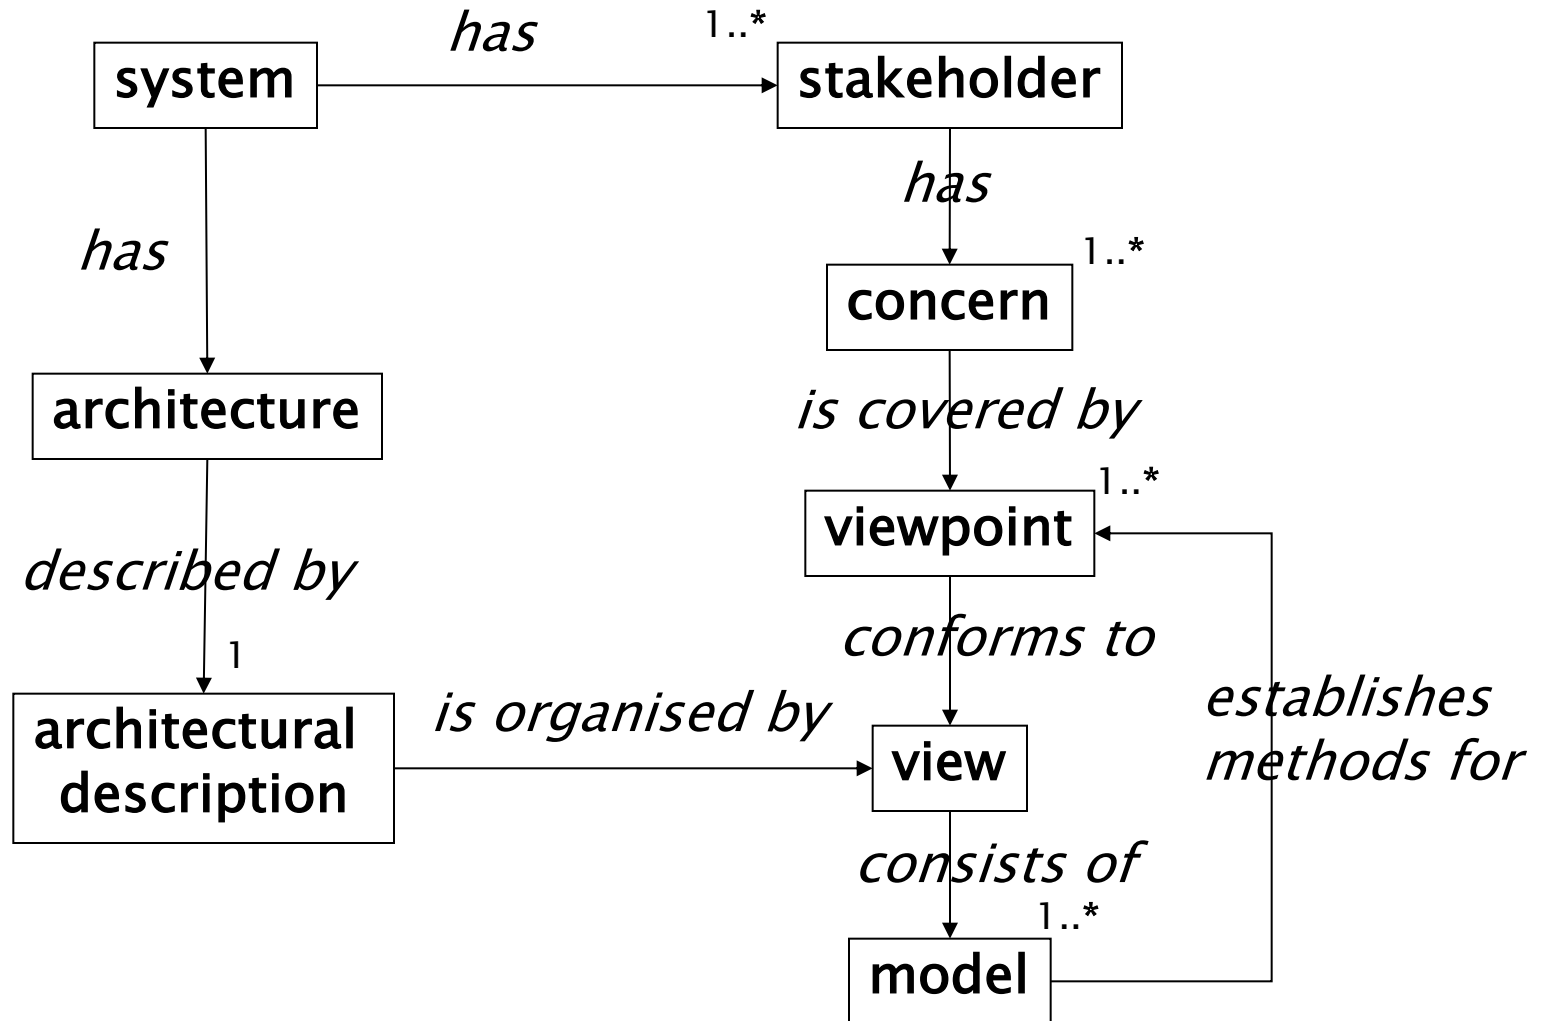 has
1..*
system
stakeholder
has
has
1..*
concern
architecture
is covered by
1..*
viewpoint
described by
conforms to
1
establishes
methods for
is organised by
architectural
description
view
consists of
1..*
model